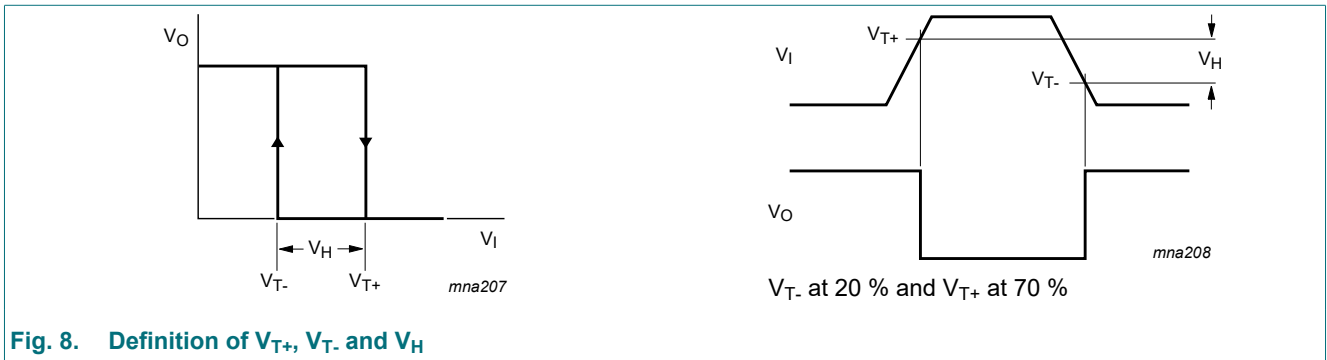 VO
VI
VH
VT-
VT+
mna207
VI
VT+
VT-
VH
VO
mna208
VT- at 20 % and VT+ at 70 %
Fig. 8. Definition of VT+, VT- and VH